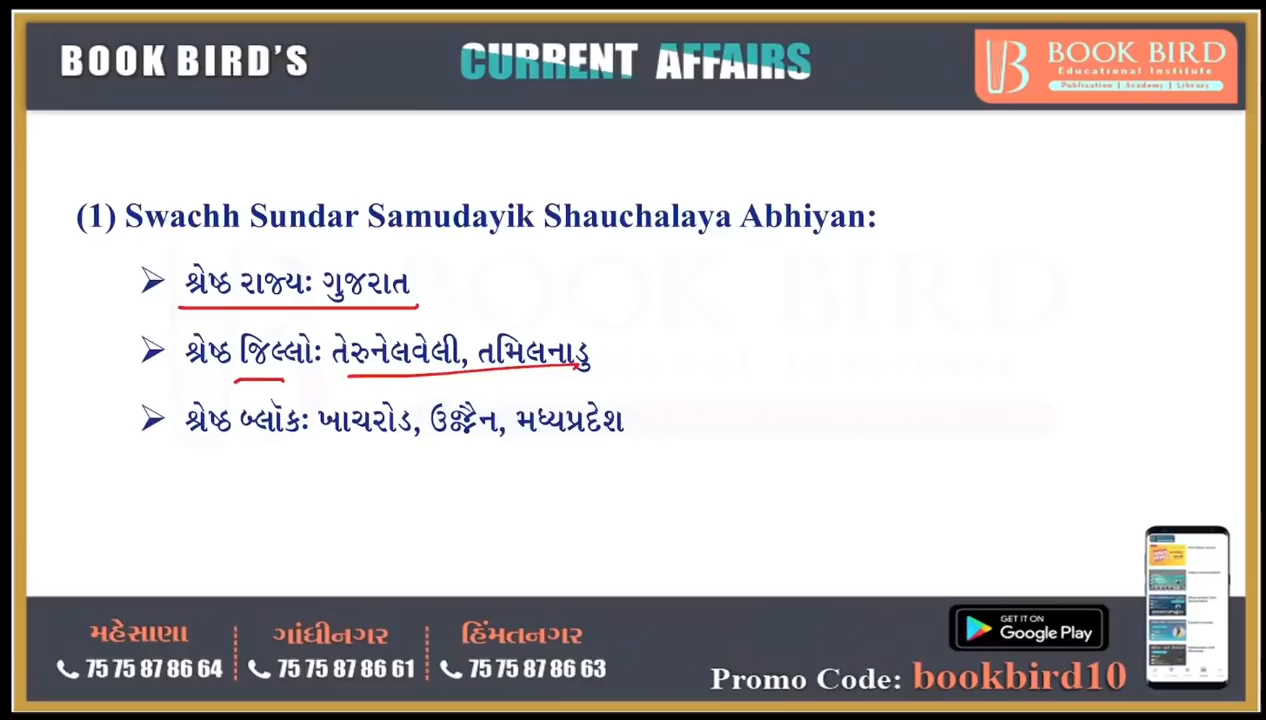 BOOK BIRD'S
CURRENT AFFAIRS
BOOK BIRD
Educational Institute
Publication | Academy | Library
(1) Swachh Sundar Samudayik Shauchalaya Abhiyan:
શ્રેષ્ઠ રાજ્યઃ ગુજરાત
શ્રેષ્ઠ જિલ્લોઃ તેરુનેલવેલી, તમિલનાડુ
શ્રેષ્ઠ બ્લૉકઃ ખાચરોડ, ઉજ્જૈન, મધ્યપ્રદેશ
મહેસાણા
75 75 87 86 64
ગાંધીનગર
75 75 87 86 61
હિંમતનગર
75 75 87 86 63
GET IT ON
Google Play
Promo Code: bookbird10